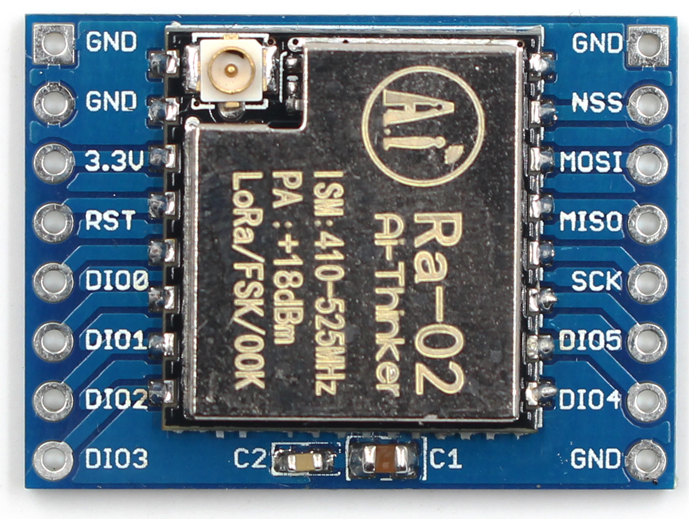 GND
GND
3.3V
RST
DIO0
DIO1
DIO2
DIO3
Ai
Ra-02
Ai-Thinker
ISM:410-525MHz
PA:+18dBm
LoRa/FSK/OOK
GND
NSS
MOSI
MISO
SCK
DIO5
DIO4
GND
C2
C1